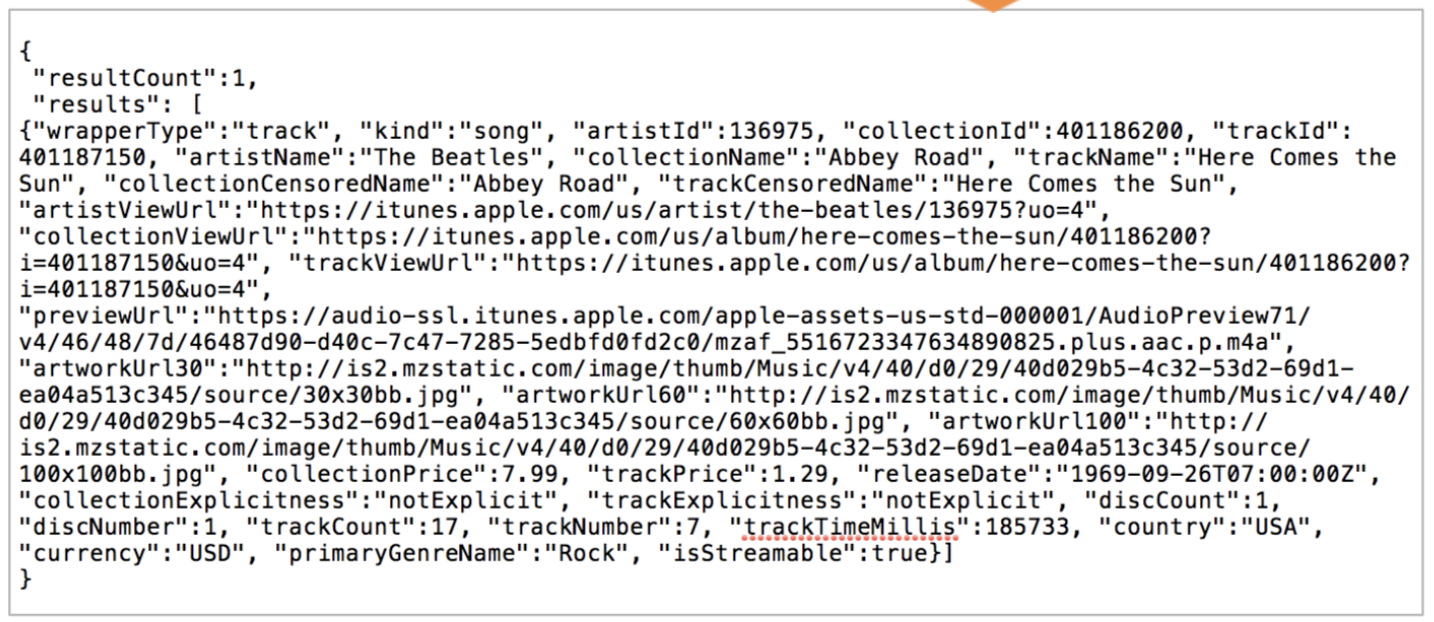 {
 "resultCount":1,
 "results": [
{"wrapperType":"track", "kind":"song", "artistId":136975, "collectionId":401186200, "trackId":
401187150, "artistName":"The Beatles", "collectionName":"Abbey Road", "trackName":"Here Comes the
Sun", "collectionCensoredName":"Abbey Road", "trackCensoredName":"Here Comes the Sun",
"artistViewUrl":"https://itunes.apple.com/us/artist/the-beatles/136975?uo=4",
"collectionViewUrl":"https://itunes.apple.com/us/album/here-comes-the-sun/401186200?
i=401187150&uo=4", "trackViewUrl":"https://itunes.apple.com/us/album/here-comes-the-sun/401186200?
i=401187150&uo=4",
"previewUrl":"https://audio-ssl.itunes.apple.com/apple-assets-us-std-000001/AudioPreview71/
v4/46/48/7d/46487d90-d40c-7c47-7285-5edbfd0fd2c0/mzaf_5516723347634890825.plus.aac.p.m4a",
"artworkUrl30":"http://is2.mzstatic.com/image/thumb/Music/v4/40/d0/29/40d029b5-4c32-53d2-69d1-
ea04a513c345/source/30x30bb.jpg", "artworkUrl60":"http://is2.mzstatic.com/image/thumb/Music/v4/40/
d0/29/40d029b5-4c32-53d2-69d1-ea04a513c345/source/60x60bb.jpg", "artworkUrl100":"http://
is2.mzstatic.com/image/thumb/Music/v4/40/d0/29/40d029b5-4c32-53d2-69d1-ea04a513c345/source/
100x100bb.jpg", "collectionPrice":7.99, "trackPrice":1.29, "releaseDate":"1969-09-26T07:00:00Z",
"collectionExplicitness":"notExplicit", "trackExplicitness":"notExplicit", "discCount":1,
"discNumber":1, "trackCount":17, "trackNumber":7, "trackTimeMillis":185733, "country":"USA",
"currency":"USD", "primaryGenreName":"Rock", "isStreamable":true}]
}